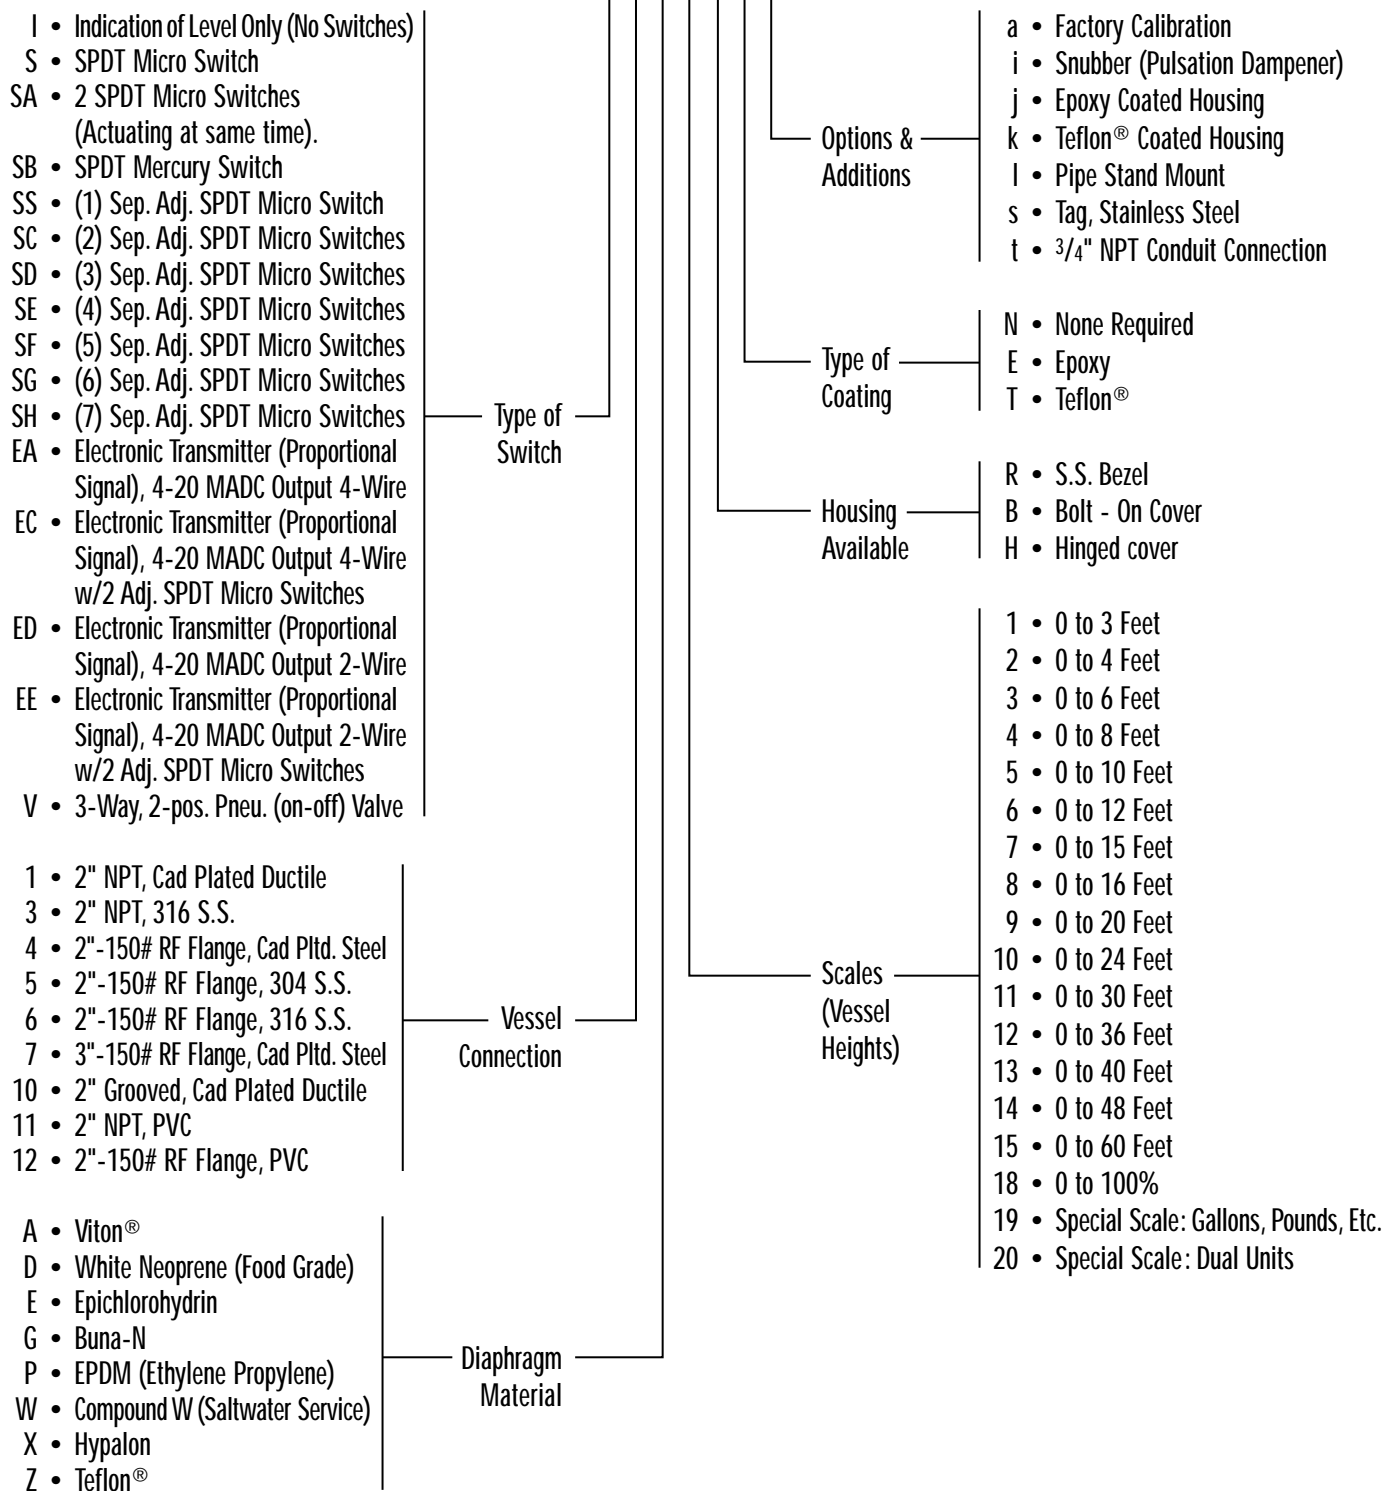 I • Indication of Level Only (No Switches)
S • SPDT Micro Switch
SA • 2 SPDT Micro Switches
(Actuating at same time).
SB • SPDT Mercury Switch
SS • (1) Sep. Adj. SPDT Micro Switch
SC • (2) Sep. Adj. SPDT Micro Switches
SD • (3) Sep. Adj. SPDT Micro Switches
SE • (4) Sep. Adj. SPDT Micro Switches
SF • (5) Sep. Adj. SPDT Micro Switches
SG • (6) Sep. Adj. SPDT Micro Switches
SH • (7) Sep. Adj. SPDT Micro Switches
EA • Electronic Transmitter (Proportional
Signal), 4-20 MADC Output 4-Wire
EC • Electronic Transmitter (Proportional
Signal), 4-20 MADC Output 4-Wire
w/2 Adj. SPDT Micro Switches
ED • Electronic Transmitter (Proportional
Signal), 4-20 MADC Output 2-Wire
EE • Electronic Transmitter (Proportional
Signal), 4-20 MADC Output 2-Wire
w/2 Adj. SPDT Micro Switches
V • 3-Way, 2-pos. Pneu. (on-off) Valve
Type of
Switch
1 • 2" NPT, Cad Plated Ductile
3 • 2" NPT, 316 S.S.
4 • 2"-150# RF Flange, Cad Pltd. Steel
5 • 2"-150# RF Flange, 304 S.S.
6 • 2"-150# RF Flange, 316 S.S.
7 • 3"-150# RF Flange, Cad Pltd. Steel
10 • 2" Grooved, Cad Plated Ductile
11 • 2" NPT, PVC
12 • 2"-150# RF Flange, PVC
Vessel
Connection
A • Viton®
D • White Neoprene (Food Grade)
E • Epichlorohydrin
G • Buna-N
P • EPDM (Ethylene Propylene)
W • Compound W (Saltwater Service)
X • Hypalon
Z • Teflon®
Diaphragm
Material
Options &
Additions
a • Factory Calibration
i • Snubber (Pulsation Dampener)
j • Epoxy Coated Housing
k • Teflon® Coated Housing
l • Pipe Stand Mount
s • Tag, Stainless Steel
t • 3/4" NPT Conduit Connection
Type of
Coating
N • None Required
E • Epoxy
T • Teflon®
Housing
Available
R • S.S. Bezel
B • Bolt - On Cover
H • Hinged cover
Scales
(Vessel
Heights)
1 • 0 to 3 Feet
2 • 0 to 4 Feet
3 • 0 to 6 Feet
4 • 0 to 8 Feet
5 • 0 to 10 Feet
6 • 0 to 12 Feet
7 • 0 to 15 Feet
8 • 0 to 16 Feet
9 • 0 to 20 Feet
10 • 0 to 24 Feet
11 • 0 to 30 Feet
12 • 0 to 36 Feet
13 • 0 to 40 Feet
14 • 0 to 48 Feet
15 • 0 to 60 Feet
18 • 0 to 100%
19 • Special Scale: Gallons, Pounds, Etc.
20 • Special Scale: Dual Units